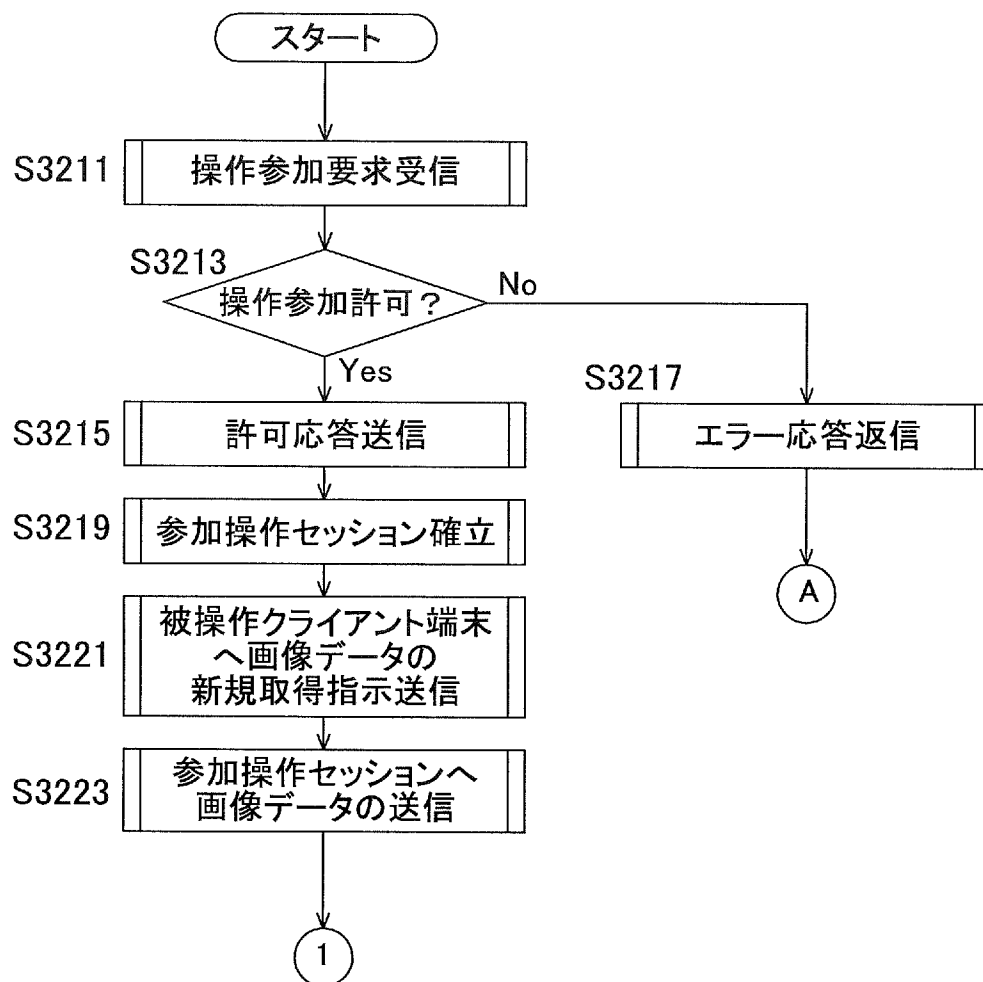 スタート
S3211
操作参加要求受信
S3213
操作参加許可？
No
Yes
S3215
許可応答送信
S3217
エラー応答返信
S3219
参加操作セッション確立
A
S3221
被操作クライアント端末
へ画像データの
新規取得指示送信
S3223
参加操作セッションへ
画像データの送信
1